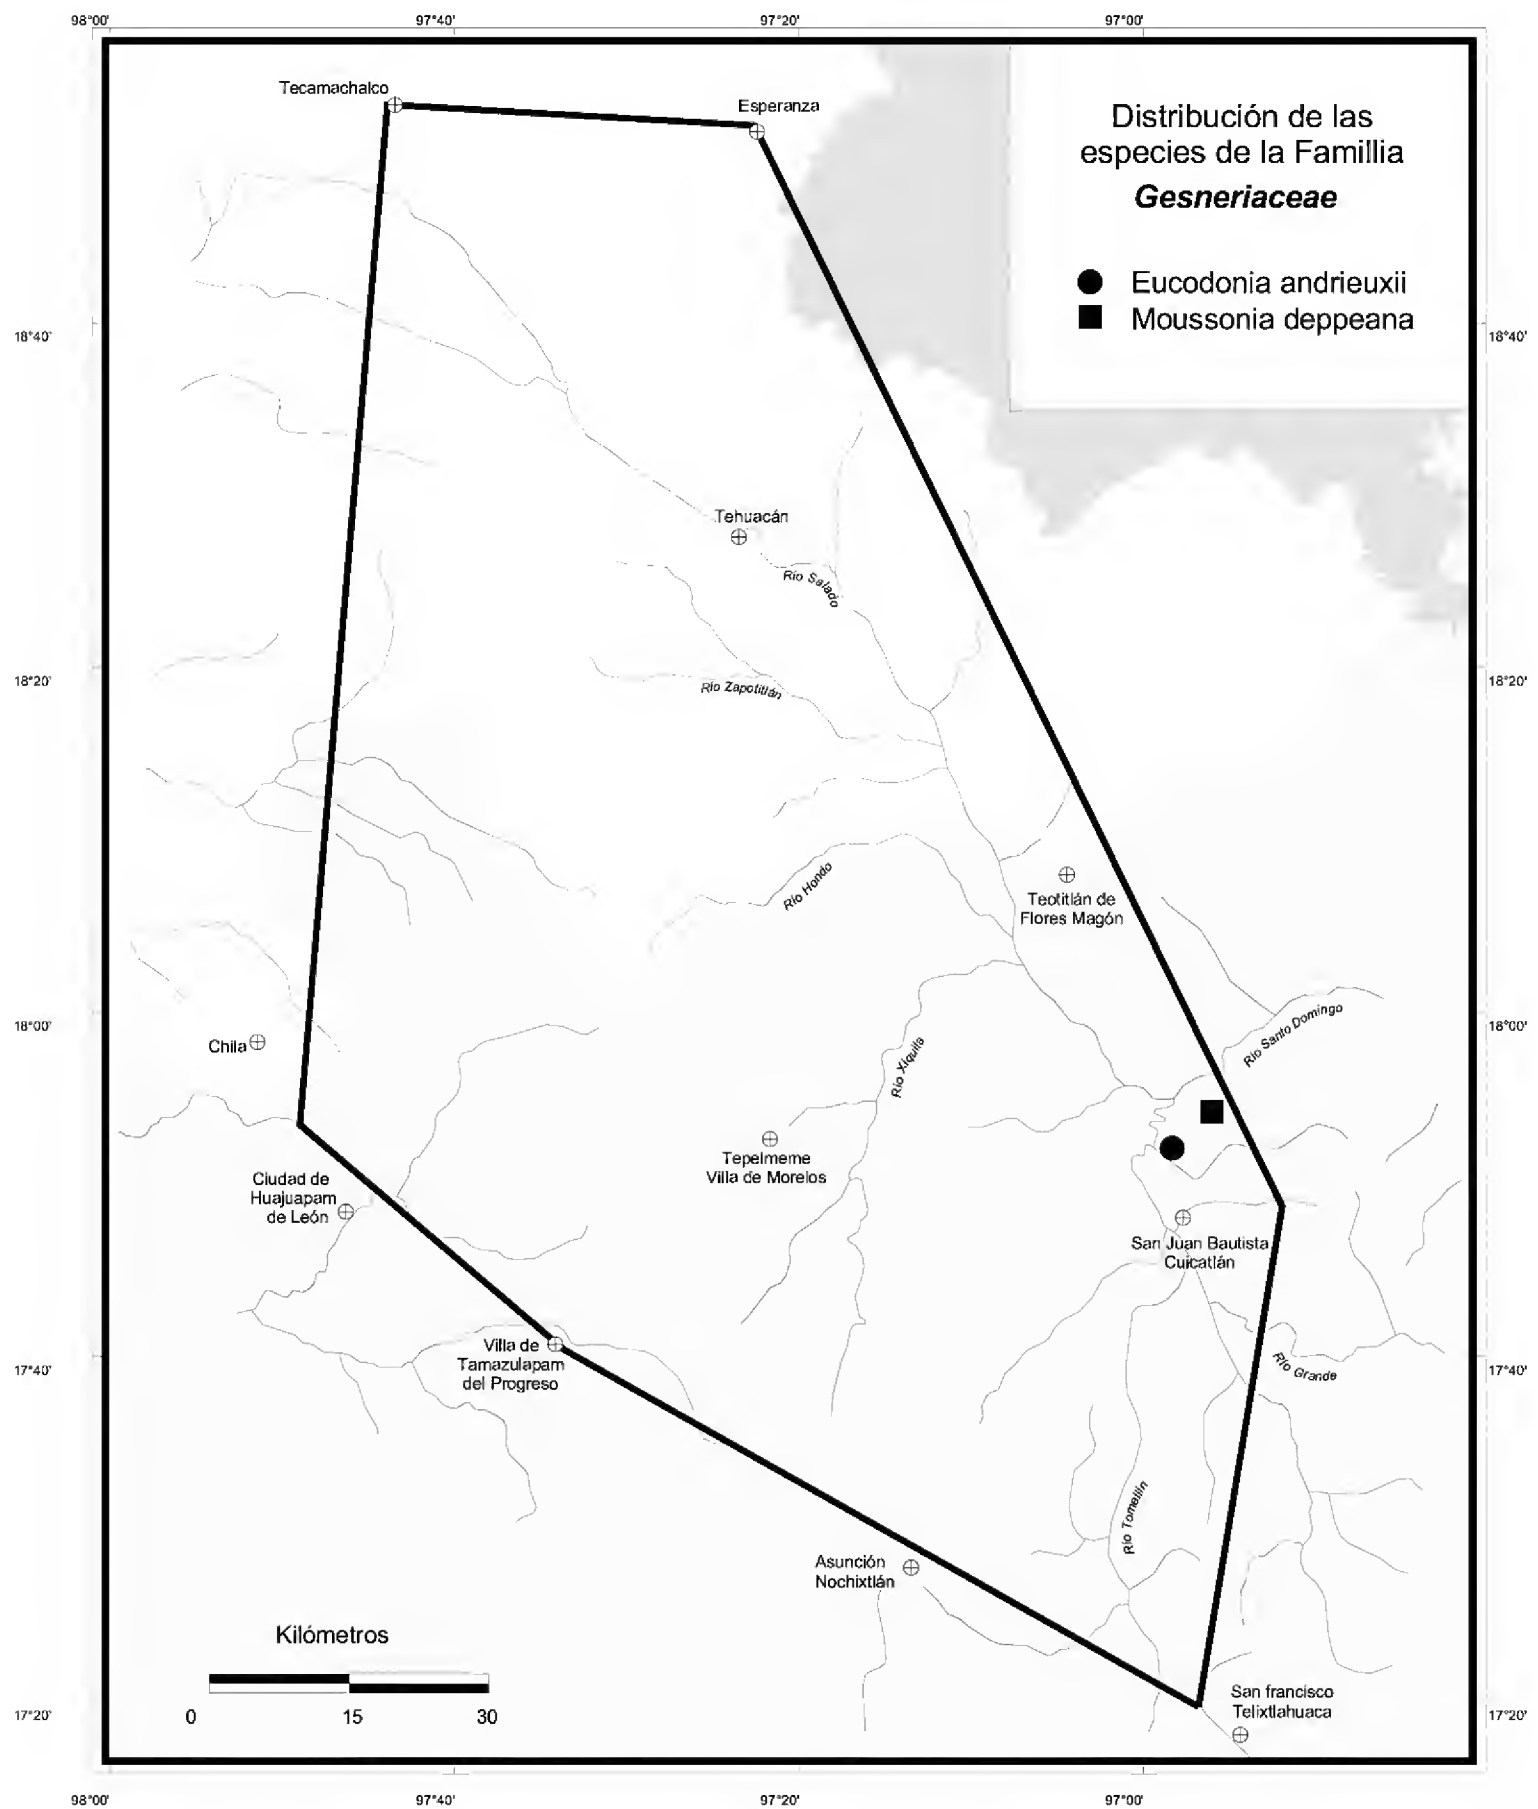 98°00'
97°40'
97°20'
97°00'
Tecamachalco
Esperanza
Distribución de las
especies de la Famillia
Gesneriaceae
Eucodonia andrieuxii
Moussonia deppeana
18°40'
18°40'
Tehuacán
Río Salado
18°20'
18°20'
Río Zapotitlán
Río Hondo
Teotitlán de
Flores Magón
18°00'
18°00'
Río Santo Domingo
Chila
Río Xiquila
Tepelmeme
Villa de Morelos
Ciudad de
Huajuapam
de León
San Juan Bautista
Cuicatlán
Villa de
Tamazulapam
del Progreso
17°40'
17°40'
Río Grande
Río Tomellín
Asunción
Nochixtlán
Kilómetros
0
15
30
San francisco
Telixtlahuaca
17°20'
17°20'
98°00'
97°40'
97°20'
97°00'